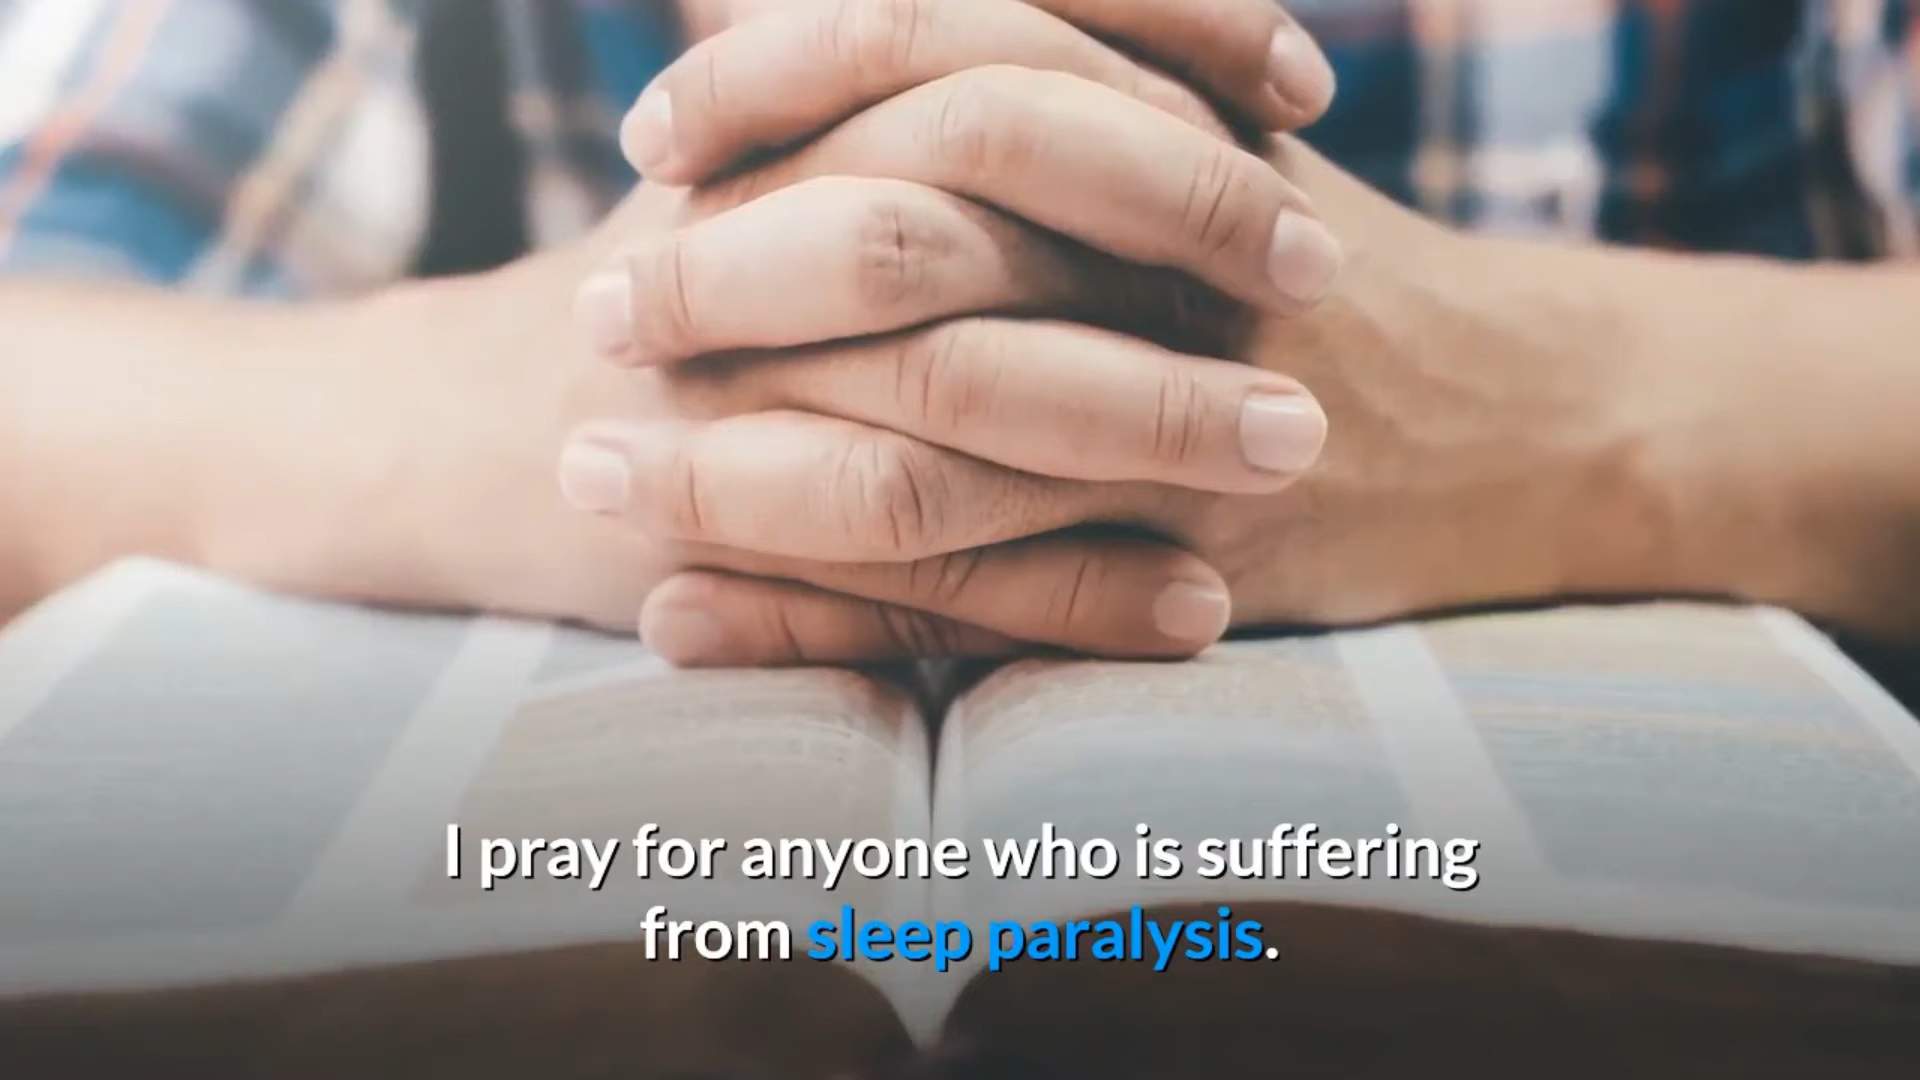 I pray for anyone who is suffering
from sleep paralysis.